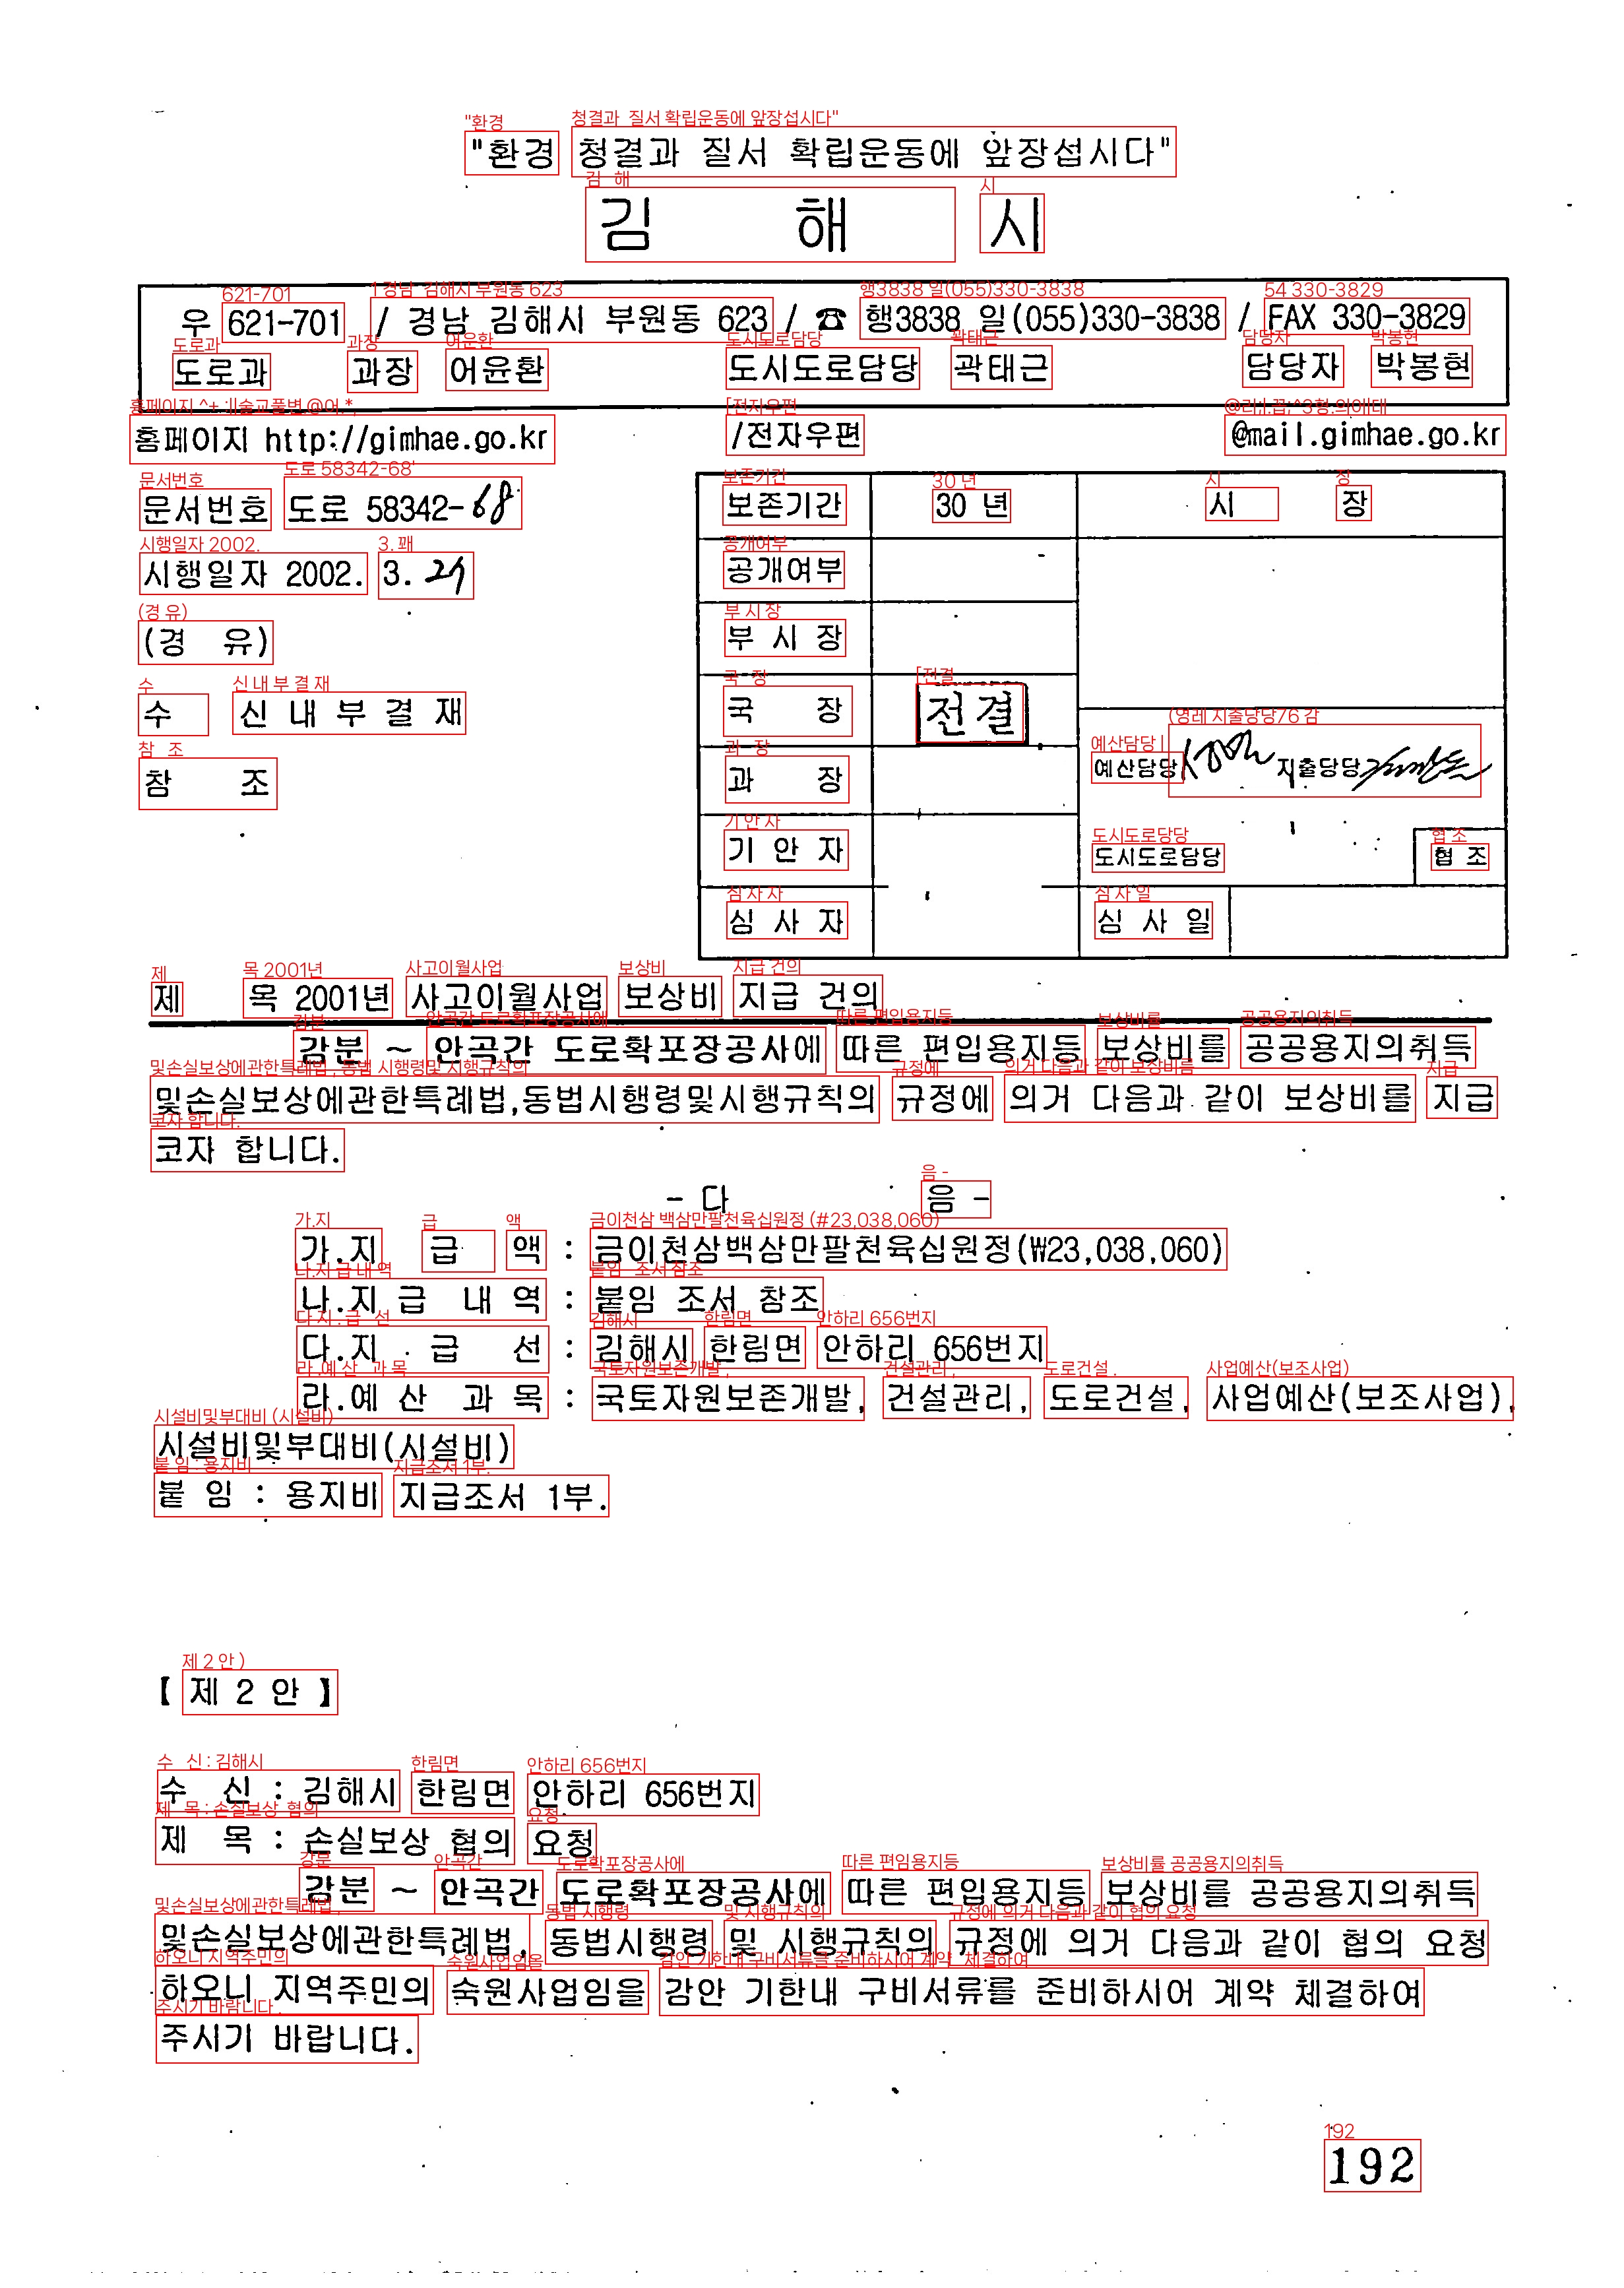 "환경 청결과 질서 확립운동에 앞장섭시다"
김 해 시
우 621-701 / 경남 김해시 부원동 623 / ☎ 행3838 일(055)330-3838 / FAX 330-3829
도로과 과장 어윤환 도시도로담당 곽태근 담당자 박봉현
홈페이지 http://gimhae.go.kr /전자우편 @mail.gimhae.go.kr
문서번호 도로 58342-68
시행일자 2002. 3.
(경 유)
수 신 내 부 결 재
참 조
보존기간 30 년 시 장
공개여부
부 시 장
국 장 전결
과 장 예산담당 지출담당
기 안 자 도시도로담당 협 조
심 사 자 심 사 일
제 목 2001년 사고이월사업 보상비 지급 건의
감분 ~ 안곡간 도로확포장공사에 따른 편입용지등 보상비를 공공용지의취득
및손실보상에관한특례법,동법시행령및시행규칙의 규정에 의거 다음과 같이 보상비를 지급
코자 합니다.
- 다 음 -
가.지 급 액 : 금이천삼백삼만팔천육십원정(₩23,038,060)
나.지 급 내 역 : 붙임 조서 참조
다.지 급 선 : 김해시 한림면 안하리 656번지
라.예 산 과 목 : 국토자원보존개발, 건설관리, 도로건설, 사업예산(보조사업),
시설비및부대비(시설비)
붙 임 : 용지비 지급조서 1부.
【 제 2 안 】
수 신 : 김해시 한림면 안하리 656번지
제 목 : 손실보상 협의 요청
감분 ~ 안곡간 도로확포장공사에 따른 편입용지등 보상비를 공공용지의취득
및손실보상에관한특례법, 동법시행령 및 시행규칙의 규정에 의거 다음과 같이 협의 요청
하오니 지역주민의 숙원사업임을 감안 기한내 구비서류를 준비하시어 계약 체결하여
주시기 바랍니다.
192